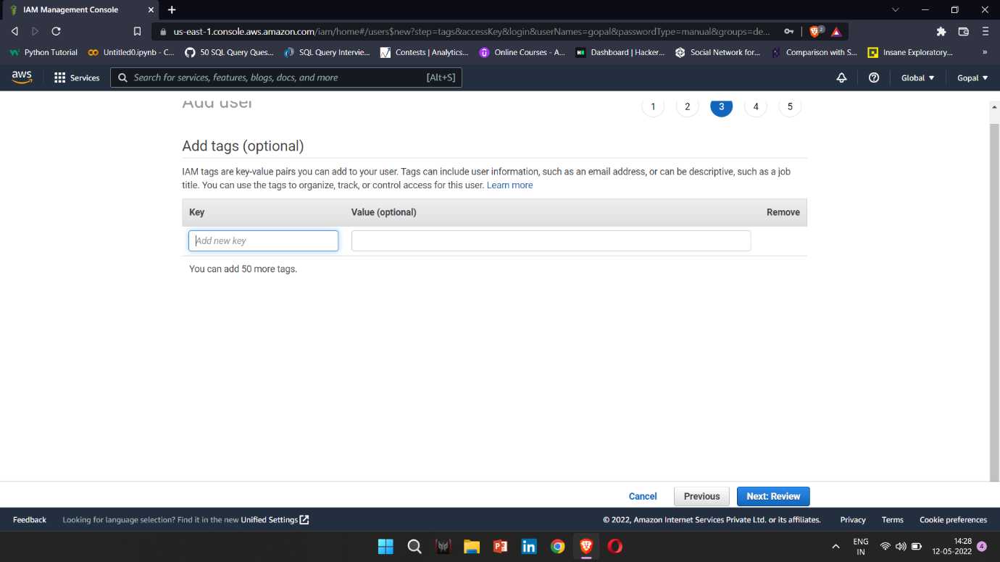 IAM Management Console
us-east-1.console.aws.amazon.com/iam/home#/users$new?step=tags&accessKey&login&userNames=gopal&passwordType=manual&groups=de...
2
Python Tutorial
Untitled0.ipynb - C...
50 SQL Query Ques...
SQL Query Intervie...
Contests | Analytics...
Online Courses - A...
Dashboard | Hacker...
Social Network for...
Comparison with S...
Insane Exploratory...
»
aws
Services
Search for services, features, blogs, docs, and more
[Alt+S]
Global
Gopal
Add user
1 2 3 4 5
Add tags (optional)
IAM tags are key-value pairs you can add to your user. Tags can include user information, such as an email address, or can be descriptive, such as a job
title. You can use the tags to organize, track, or control access for this user. Learn more
Key Value (optional) Remove
Add new key
You can add 50 more tags.
Cancel Previous Next: Review
Feedback Looking for language selection? Find it in the new Unified Settings
© 2022, Amazon Internet Services Private Ltd. or its affiliates. Privacy Terms Cookie preferences
ENG
IN
14:28
12-05-2022
4